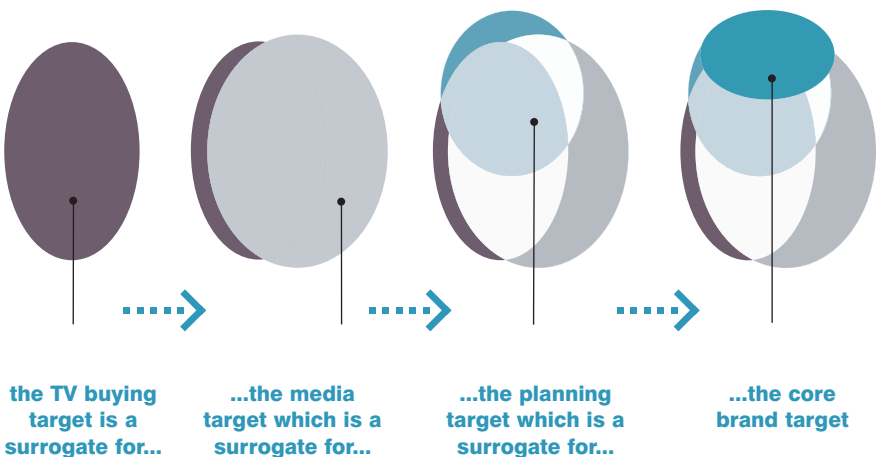 the TV buying
target is a
surrogate for...
...the media
target which is a
surrogate for...
...the planning
target which is a
surrogate for...
...the core
brand target